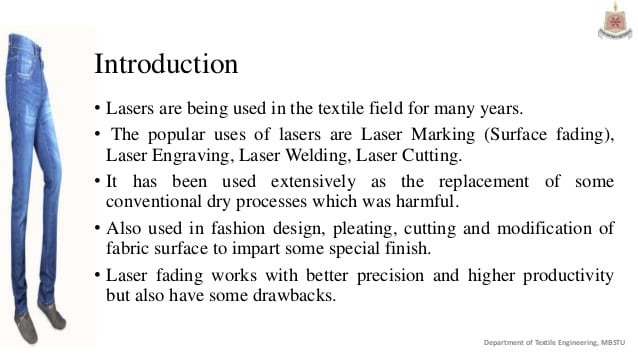 Introduction
• Lasers are being used in the textile field for many years.
• The popular uses of lasers are Laser Marking (Surface fading),
Laser Engraving, Laser Welding, Laser Cutting.
• It has been used extensively as the replacement of some
conventional dry processes which was harmful.
• Also used in fashion design, pleating, cutting and modification of
fabric surface to impart some special finish.
• Laser fading works with better precision and higher productivity
but also have some drawbacks.
Department of Textile Engineering, MBSTU